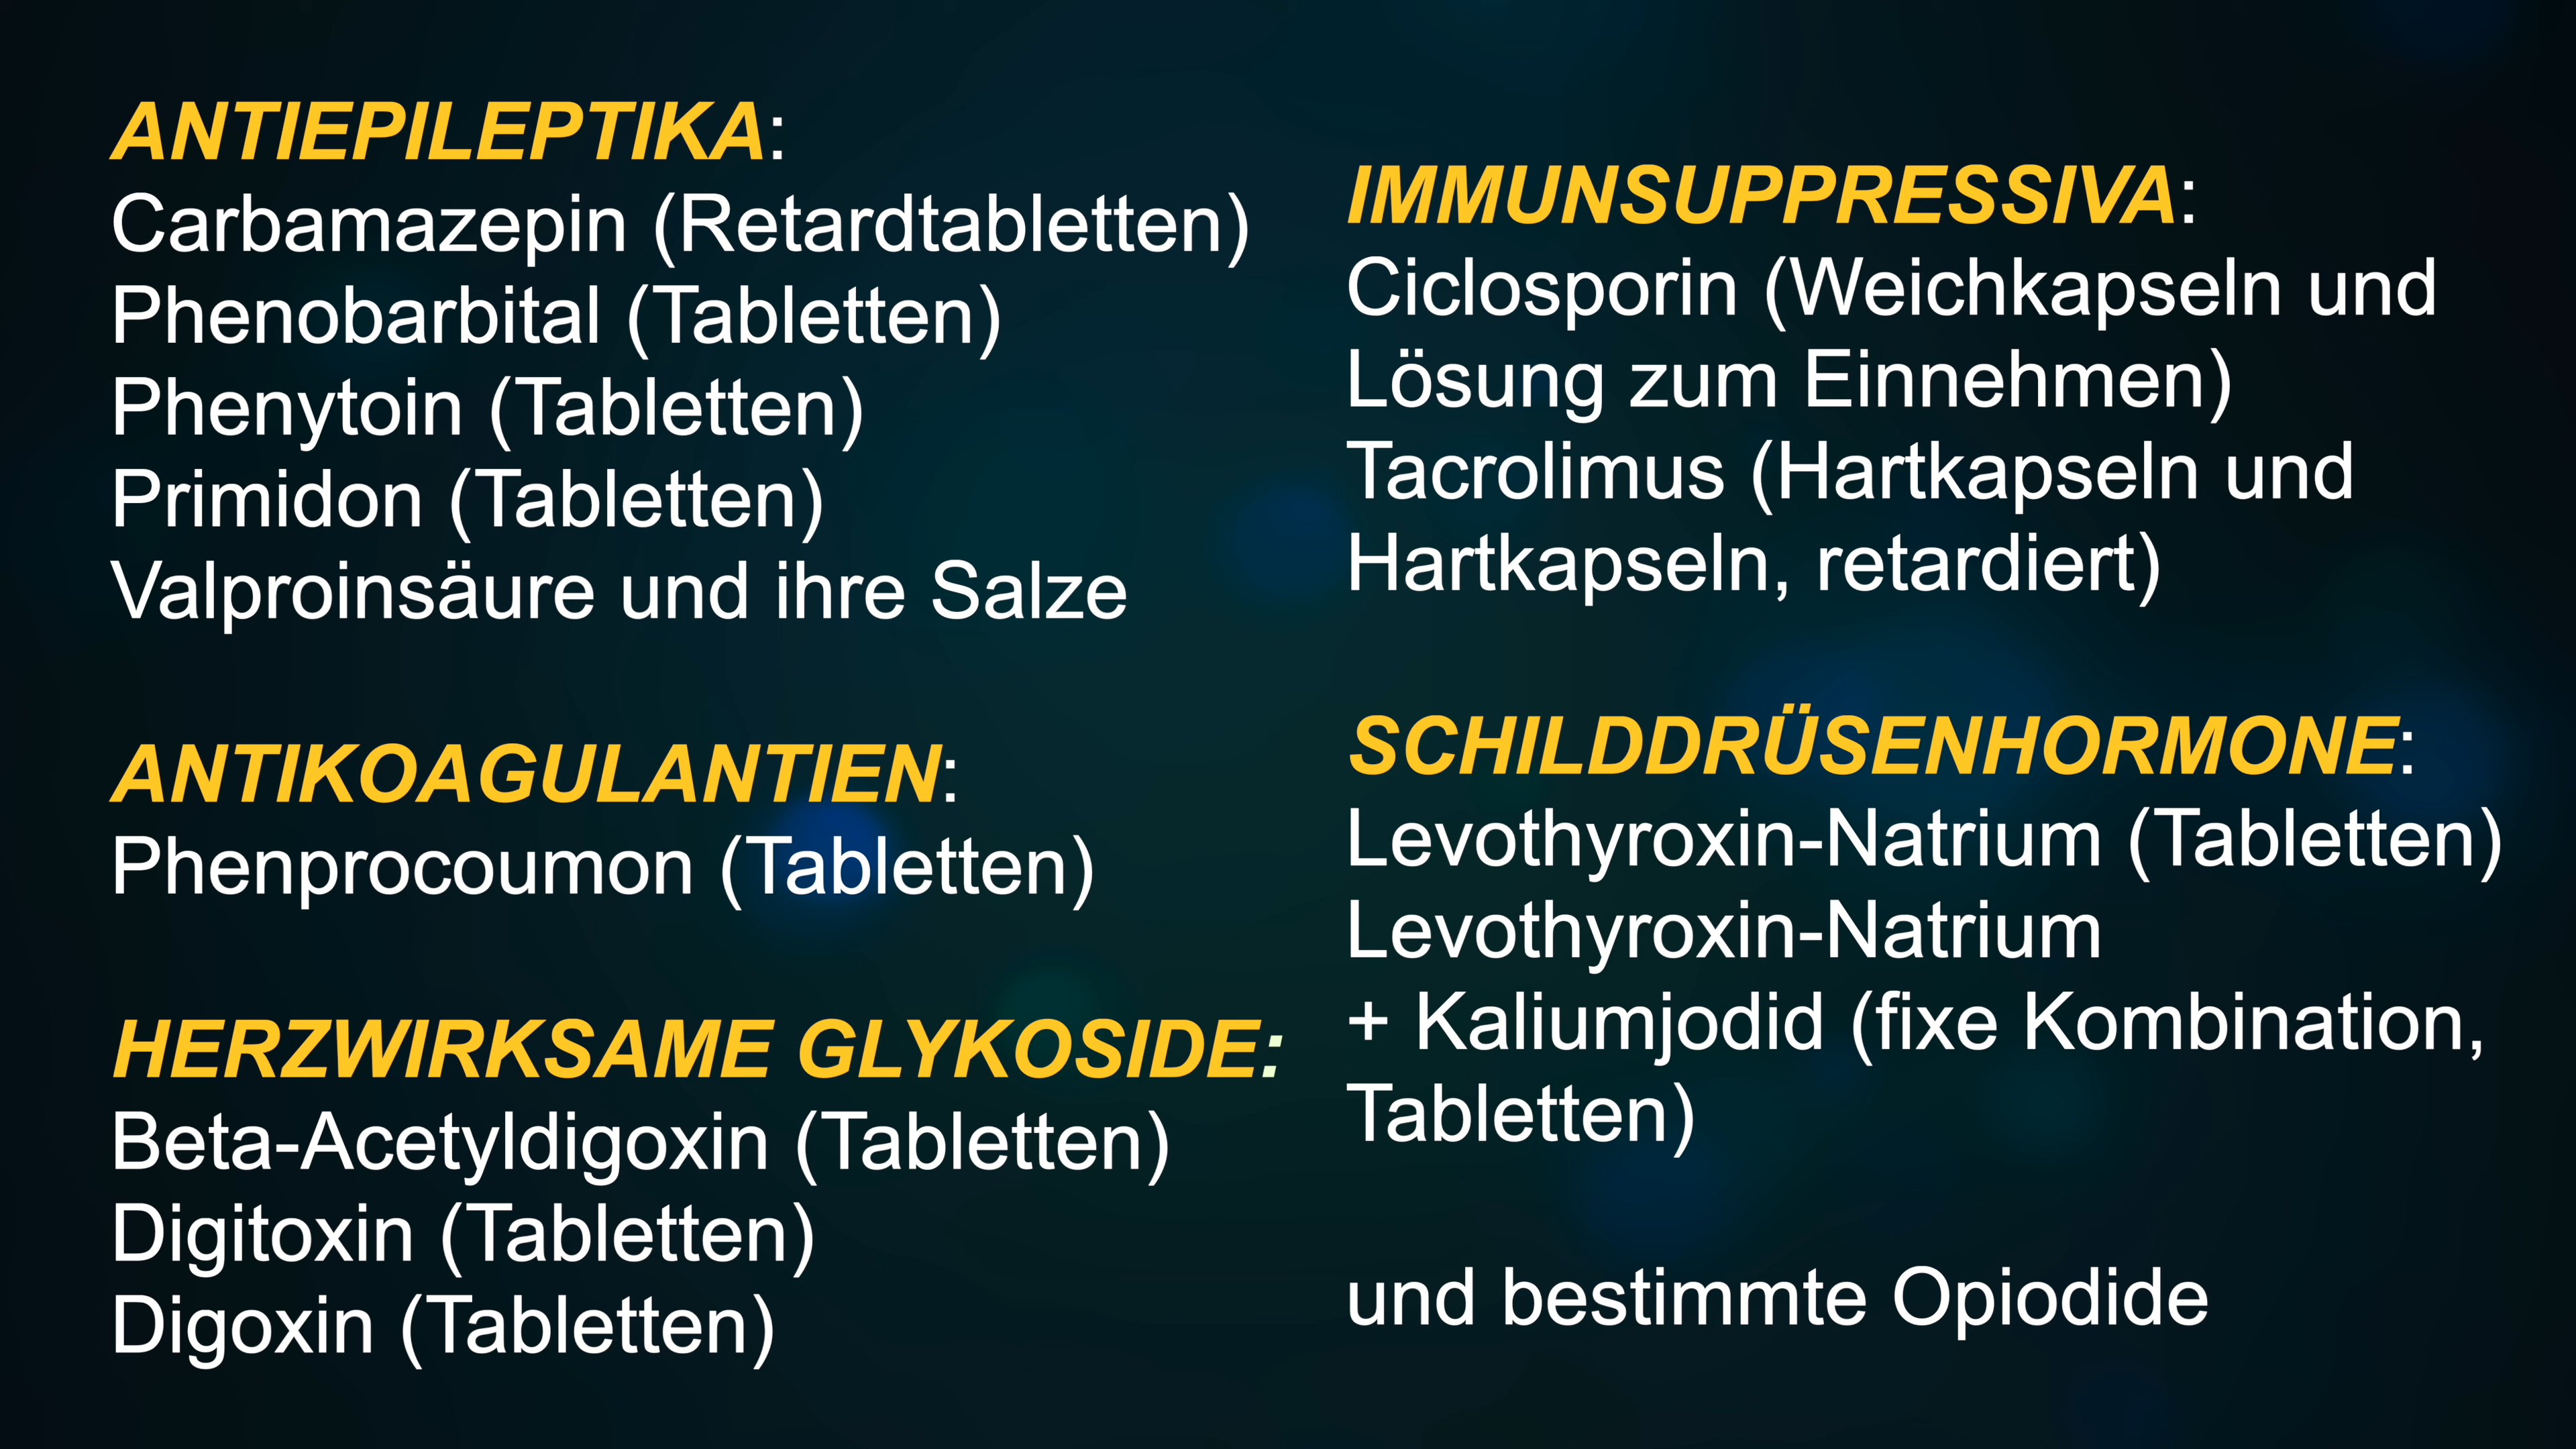 ANTIEPILEPTIKA:
Carbamazepin (Retardtabletten)
Phenobarbital (Tabletten)
Phenytoin (Tabletten)
Primidon (Tabletten)
Valproinsäure und ihre Salze
ANTIKOAGULANTIEN:
Phenprocoumon (Tabletten)
HERZWIRKSAME GLYKOSIDE:
Beta-Acetyldigoxin (Tabletten)
Digitoxin (Tabletten)
Digoxin (Tabletten)
IMMUNSUPPRESSIVA:
Ciclosporin (Weichkapseln und
Lösung zum Einnehmen)
Tacrolimus (Hartkapseln und
Hartkapseln, retardiert)
SCHILDDRÜSENHORMONE:
Levothyroxin-Natrium (Tabletten)
Levothyroxin-Natrium
+ Kaliumjodid (fixe Kombination,
Tabletten)
und bestimmte Opiodide